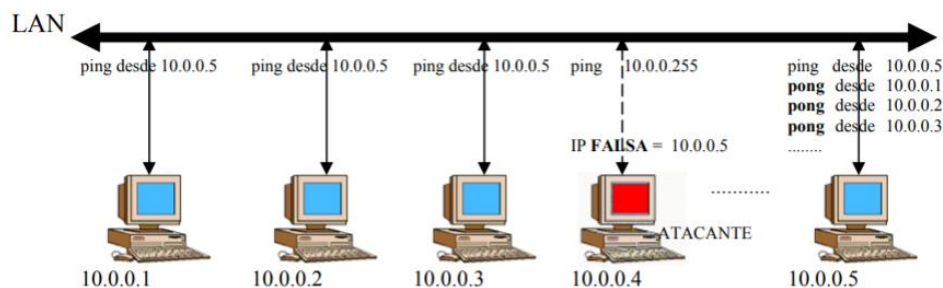 LAN
ping desde 10.0.0.5
ping desde 10.0.0.5
ping desde 10.0.0.5
ping 10.0.0.255
ping desde 10.0.0.5
pong desde 10.0.0.1
pong desde 10.0.0.2
pong desde 10.0.0.3
........
IP FALSA = 10.0.0.5
............
ATACANTE
10.0.0.1
10.0.0.2
10.0.0.3
10.0.0.4
10.0.0.5